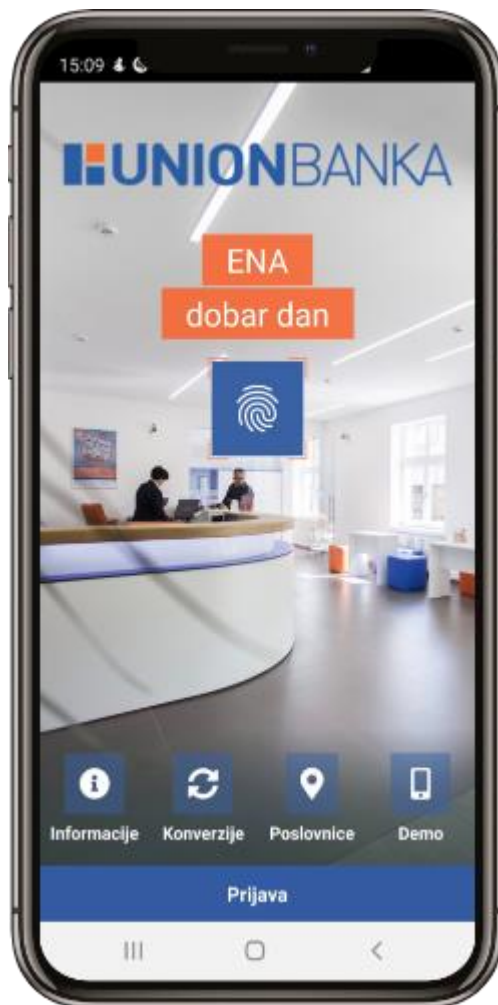 15:09
UNIONBANKA
ENA
dobar dan
Informacije Konverzije Poslovnice Demo
Prijava